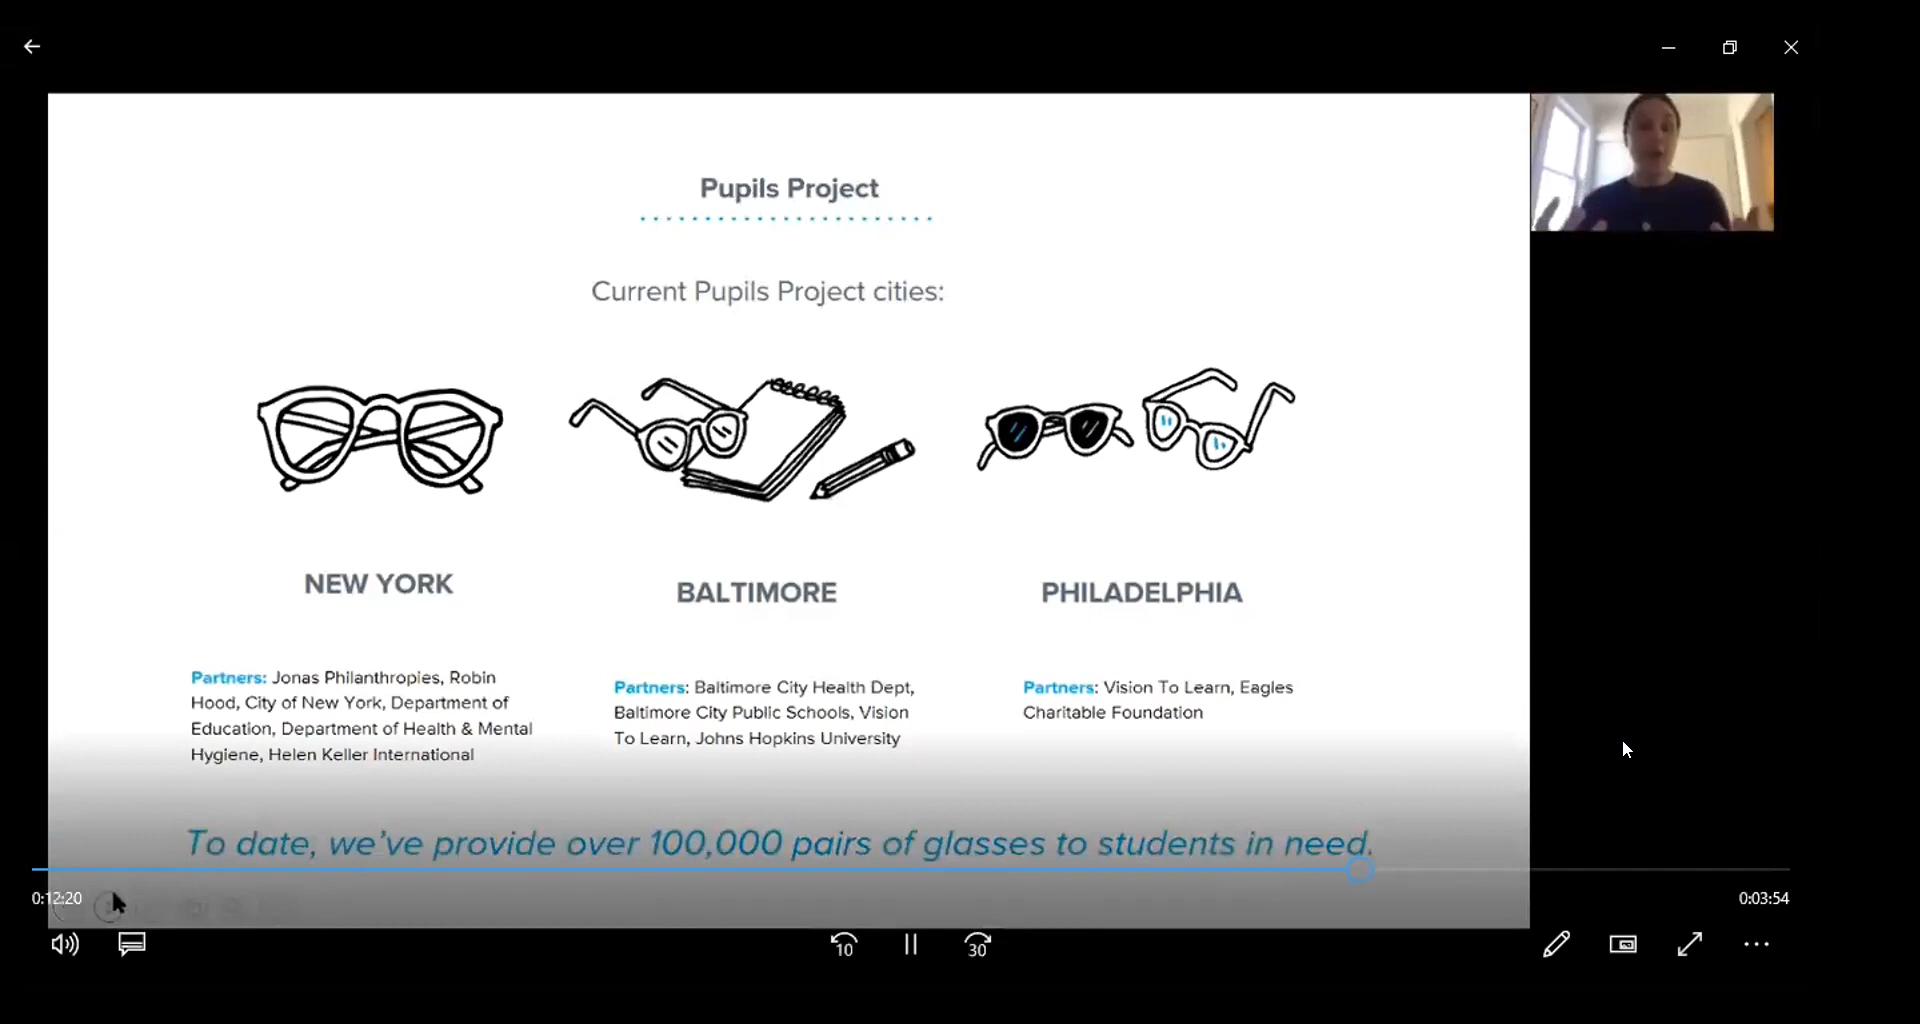 Pupils Project
Current Pupils Project cities:
NEW YORK
Partners: Jonas Philanthropies, Robin
Hood, City of New York, Department of
Education, Department of Health & Mental
Hygiene, Helen Keller International
BALTIMORE
Partners: Baltimore City Health Dept,
Baltimore City Public Schools, Vision
To Learn, Johns Hopkins University
PHILADELPHIA
Partners: Vision To Learn, Eagles
Charitable Foundation
To date, we've provide over 100,000 pairs of glasses to students in need.
0:12:20
0:03:54
10
30